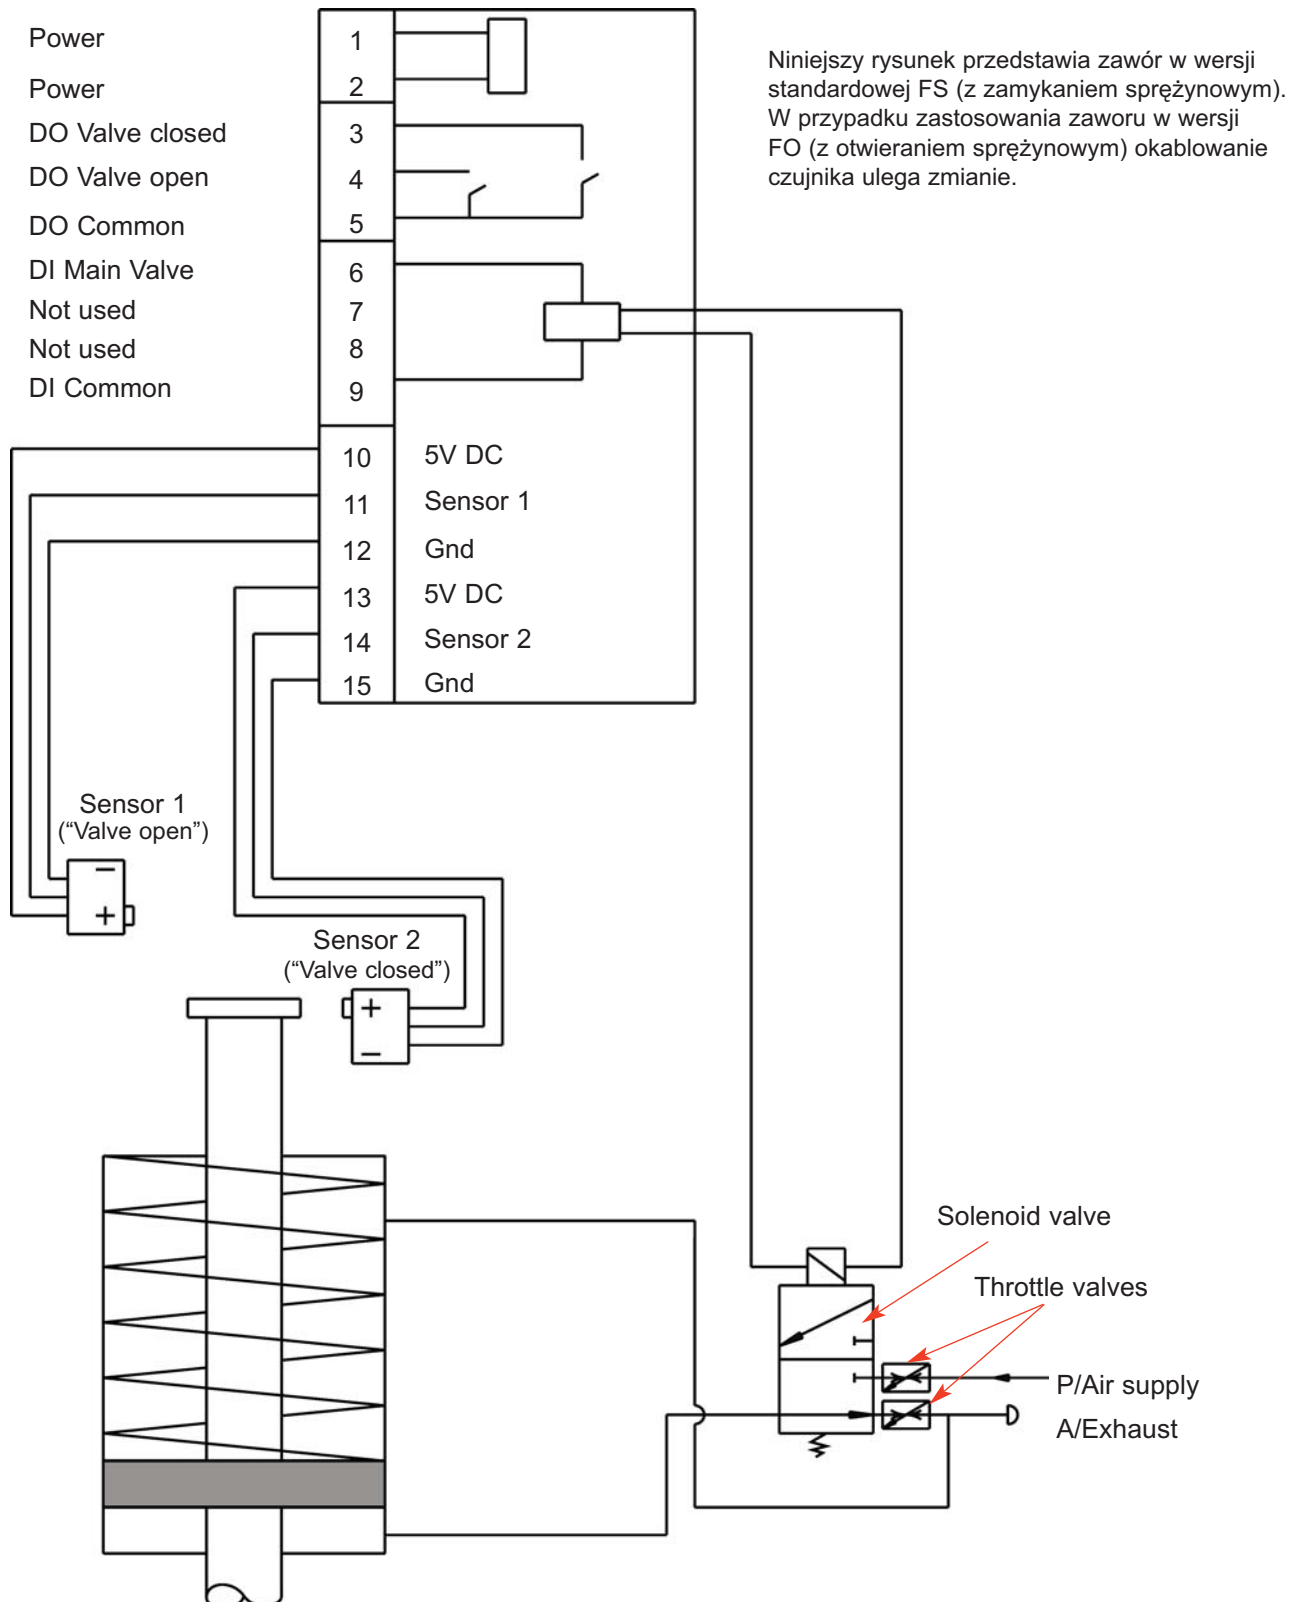 Power 1
Power 2
DO Valve closed 3
DO Valve open 4
DO Common 5
DI Main Valve 6
Not used 7
Not used 8
DI Common 9
10 5V DC
11 Sensor 1
12 Gnd
13 5V DC
14 Sensor 2
15 Gnd
Niniejszy rysunek przedstawia zawór w wersji
standardowej FS (z zamykaniem sprężynowym).
W przypadku zastosowania zaworu w wersji
FO (z otwieraniem sprężynowym) okablowanie
czujnika ulega zmianie.
Sensor 1
(“Valve open”)
Sensor 2
(“Valve closed”)
Solenoid valve
Throttle valves
P/Air supply
A/Exhaust